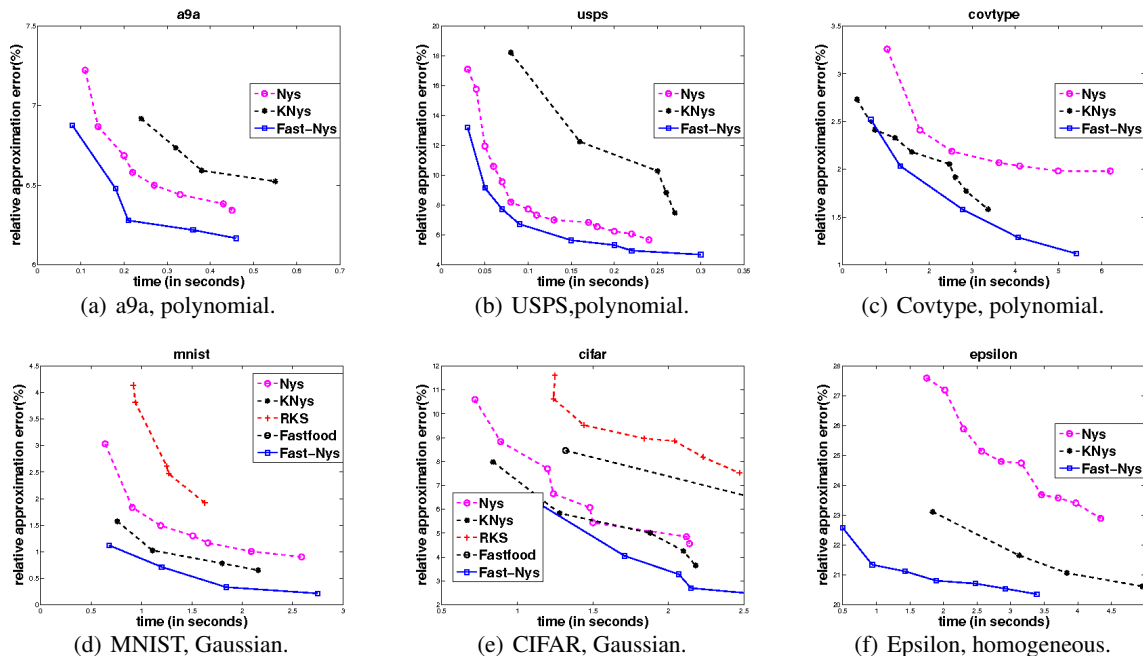 a9a
relative approximation error(%)
7.5
7
6.5
6
0 0.1 0.2 0.3 0.4 0.5 0.6 0.7
time (in seconds)
Nys
KNys
Fast-Nys
(a) a9a, polynomial.
usps
relative approximation error(%)
20
18
16
14
12
10
8
6
4
2
0
0 0.05 0.1 0.15 0.2 0.25 0.3 0.35
time (in seconds)
Nys
KNys
Fast-Nys
(b) USPS,polynomial.
covtype
relative approximation error(%)
3.5
3
2.5
2
1.5
1
0 1 2 3 4 5 6 7
time (in seconds)
Nys
KNys
Fast-Nys
(c) Covtype, polynomial.
mnist
relative approximation error(%)
4.5
4
3.5
3
2.5
2
1.5
1
0.5
0
0.5 1 1.5 2 2.5 3
time (in seconds)
Nys
KNys
RKS
Fastfood
Fast-Nys
(d) MNIST, Gaussian.
cifar
relative approximation error(%)
12
11
10
9
8
7
6
5
4
3
2
1 1.5 2 2.5
time (in seconds)
Nys
KNys
RKS
Fastfood
Fast-Nys
(e) CIFAR, Gaussian.
epsilon
relative approximation error(%)
28
27
26
25
24
23
22
21
20
0.5 1 1.5 2 2.5 3 3.5 4 4.5
time (in seconds)
Nys
KNys
Fast-Nys
(f) Epsilon, homogeneous.